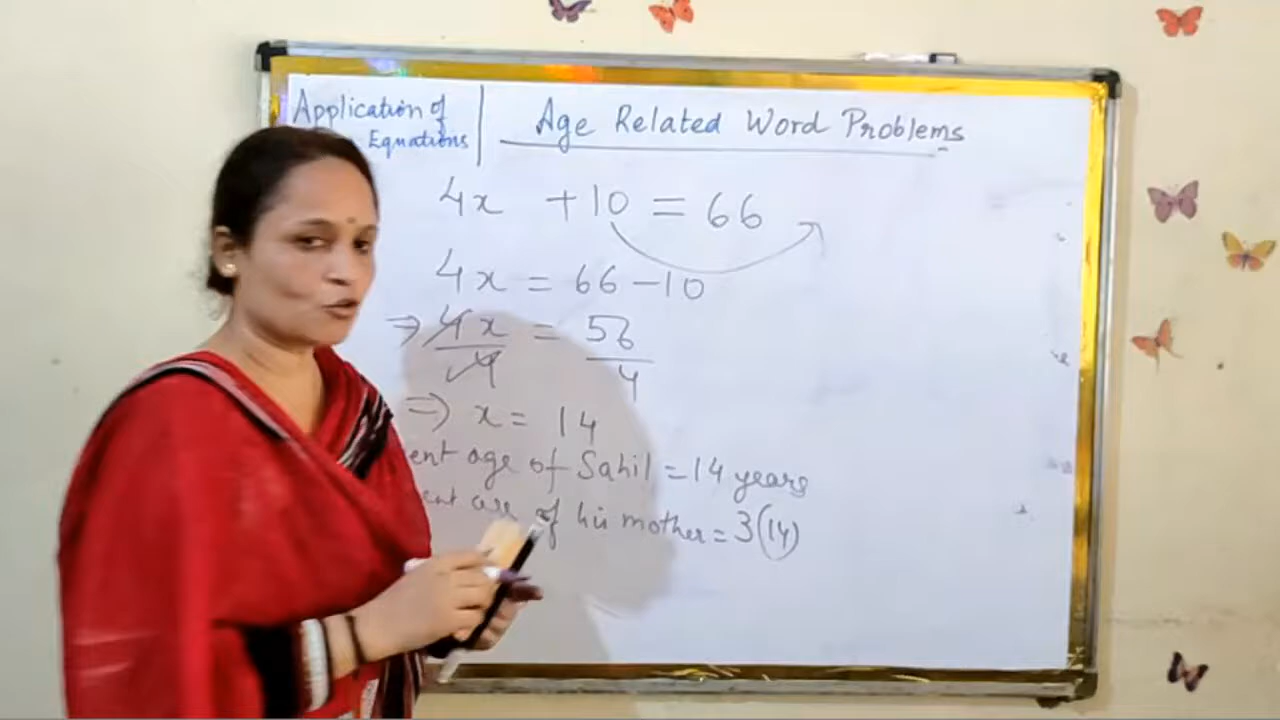 Application of
Equations
Age Related Word Problems
4x +10 = 66
4x = 66-10
⇒ 4x/4 = 56/4
⇒ x = 14
ent age of Sahil = 14 years
ent age of his mother = 3(14)